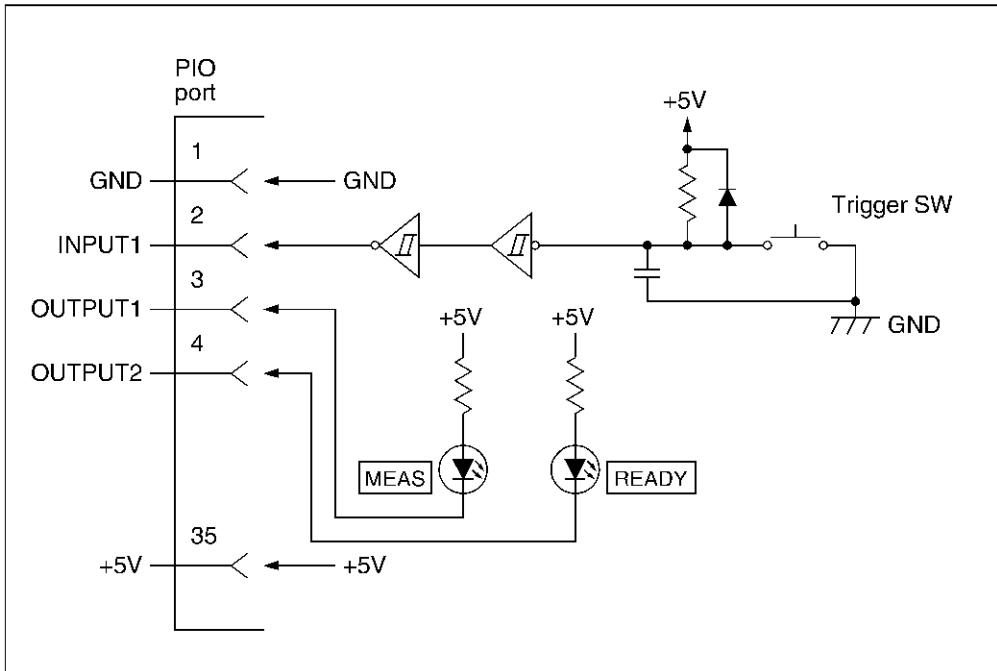 PIO
port
1
GND
GND
2
INPUT1
3
OUTPUT1
4
OUTPUT2
35
+5V
+5V
+5V
Trigger SW
GND
+5V
+5V
MEAS
READY